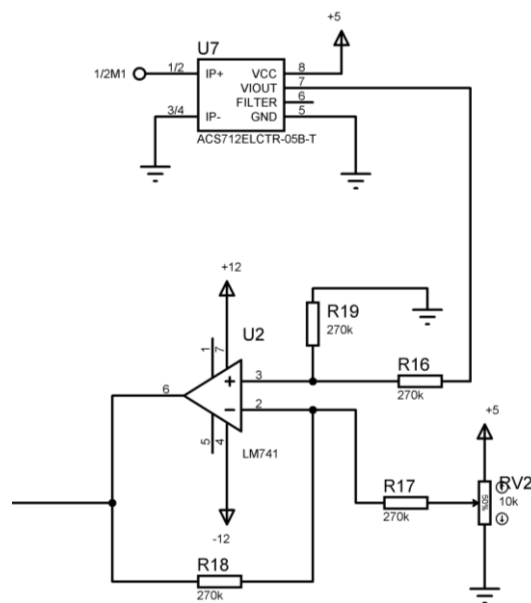 +5
U7
1/2M1
1/2
IP+
VCC
8
VIOUT
7
FILTER
6
3/4
IP-
GND
5
ACS712ELCTR-05B-T
+12
R19
270k
U2
1
7
R16
270k
6
3
2
+5
5
4
LM741
R17
270k
RV2
50%
10k
-12
R18
270k